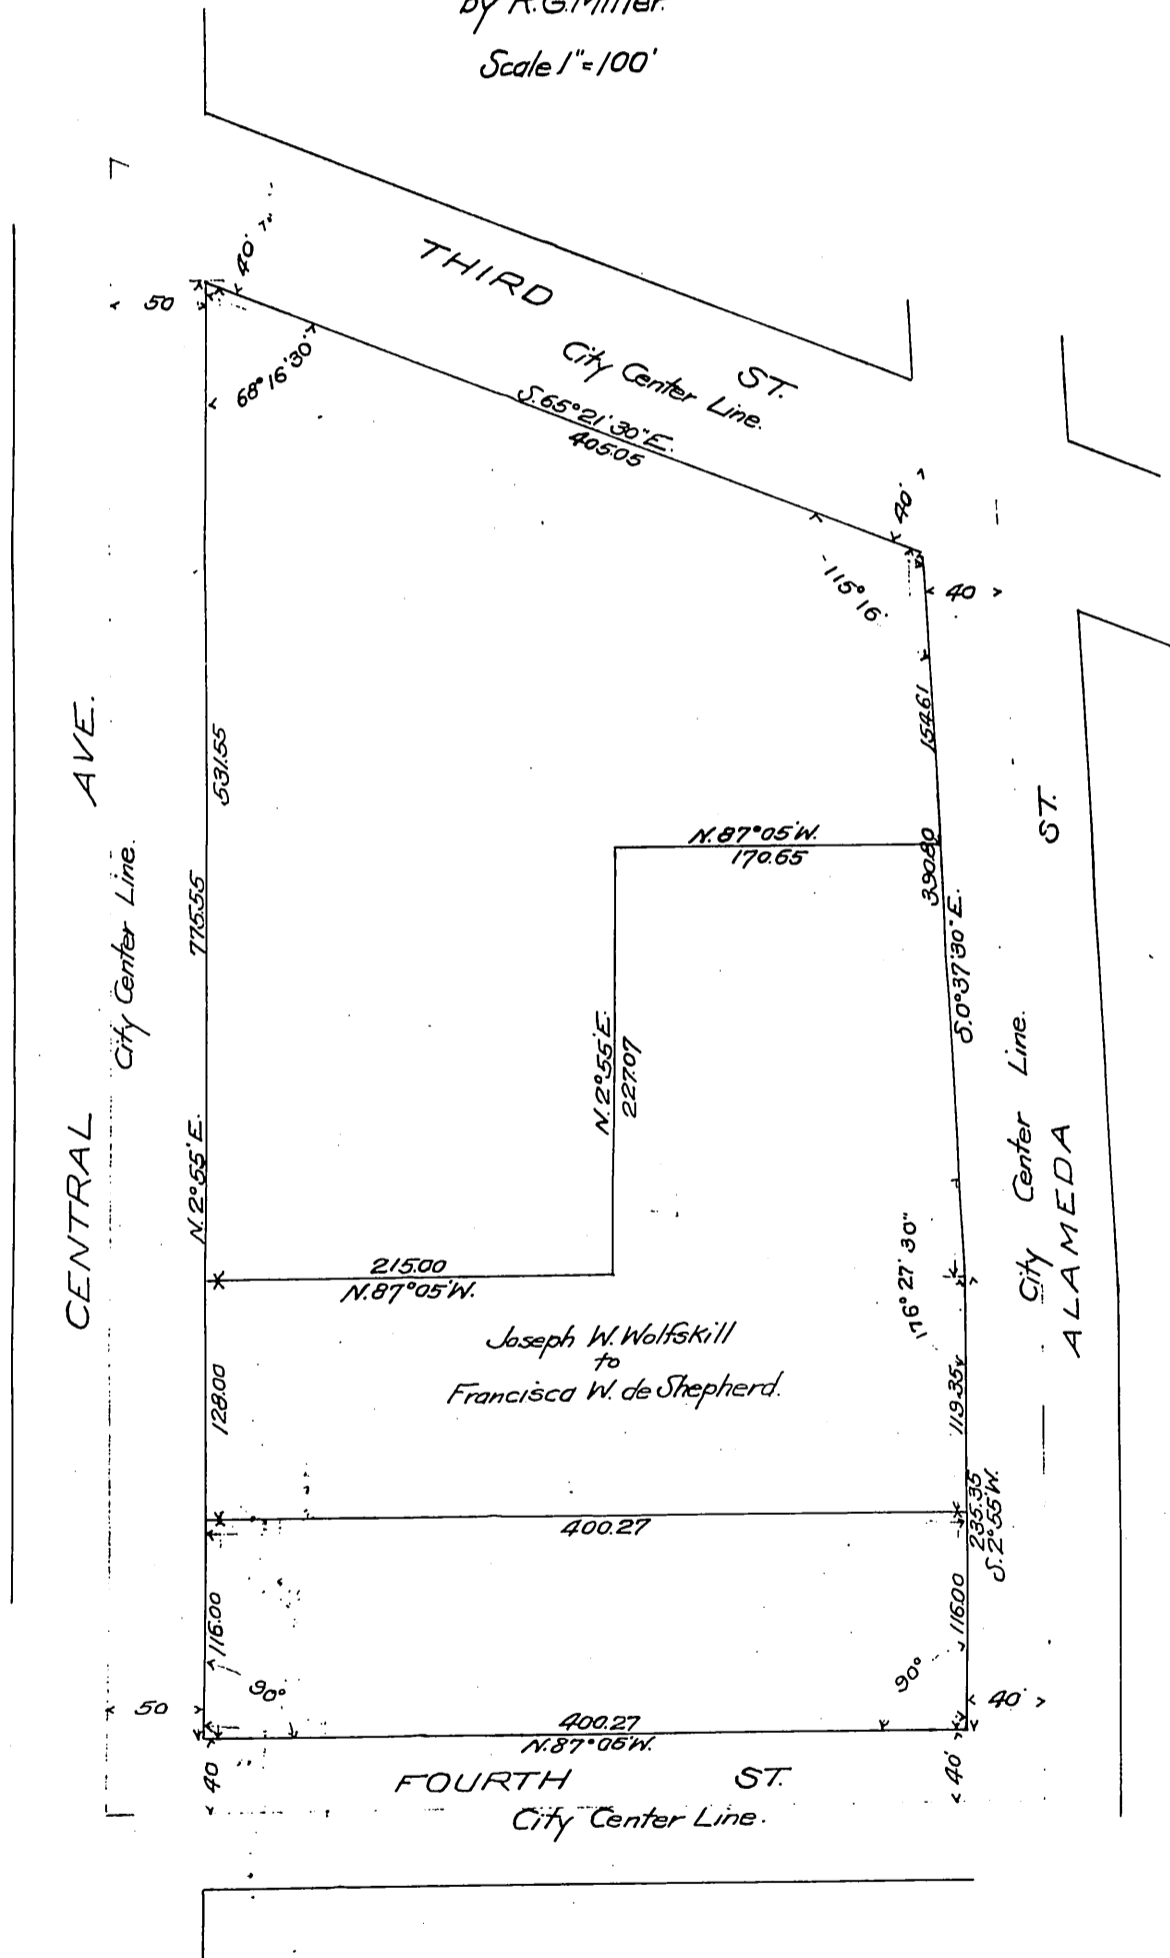 by R.G.Miller.
Scale 1"=100'
THIRD ST.
City Center Line.
40'
50
68°16'30"
S.65°21'30"E.
405.05
40'
115°16'
40
CENTRAL AVE.
City Center Line.
531.55
775.55
N.2°55'E.
154.61
390.80
S.0°37'30"E.
N.87°05'W.
170.65
N.2°55'E.
227.07
ALAMEDA ST.
City Center Line.
215.00
N.87°05'W.
176°27'30"
Joseph W. Wolfskill
to
Francisca W. de Shepherd.
128.00
119.35
235.35
S.2°55'W.
400.27
116.00
116.00
90°
90°
50
40'
400.27
N.87°05'W.
40
40'
FOURTH ST.
City Center Line.